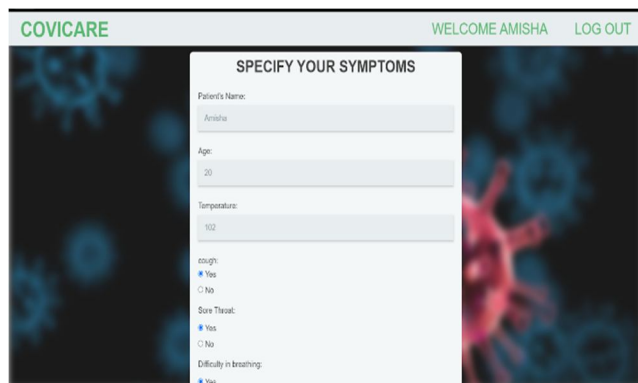 COVICARE
WELCOME AMISHA LOG OUT
SPECIFY YOUR SYMPTOMS
Patient's Name:
Amisha
Age:
20
Temperature:
102
cough:
Yes
No
Sore Throat:
Yes
No
Difficulty in breathing:
Yes